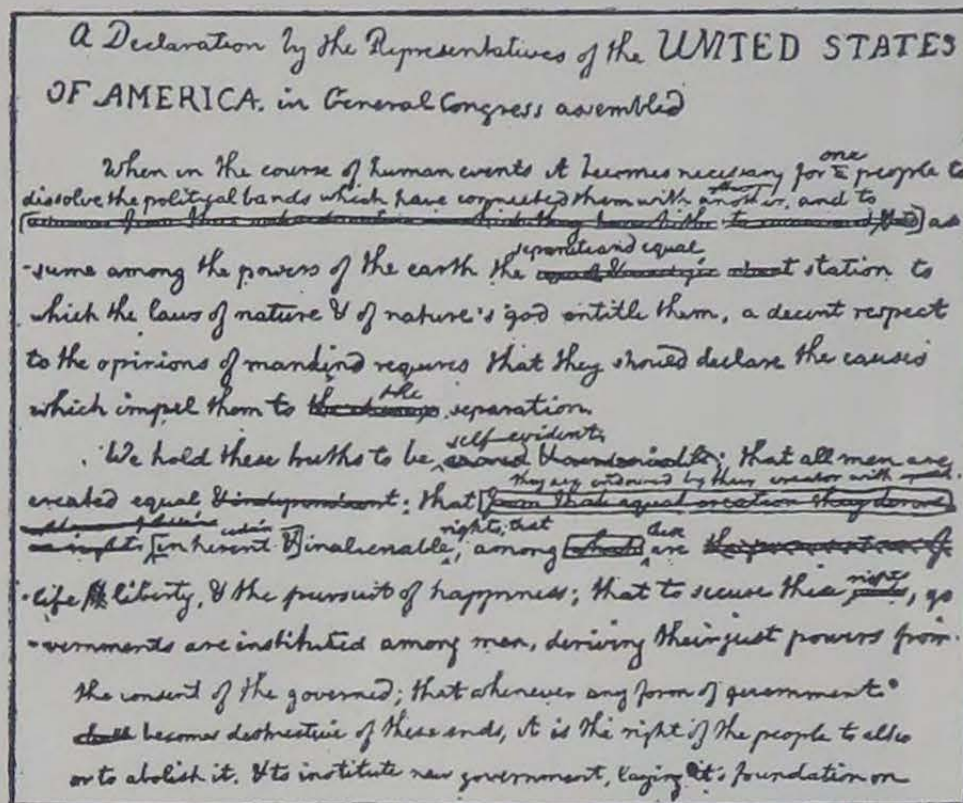 A Declaration by the Representatives of the UNITED STATES
OF AMERICA. in General Congress assembled
When in the course of human events it becomes necessary for one people to
dissolve the political bands which have connected them with another, and to
as
-sume among the powers of the earth the separate and equal station to
which the laws of nature & of nature's god entitle them, a decent respect
to the opinions of mankind requires that they should declare the causes
which impel them to the separation.
We hold these truths to be self-evident; that all men are
created equal & independent; that they are endowed by their creator with
from that equal creation they derive
rights [inherent &] inalienable rights, that among which are
life liberty, & the pursuit of happiness; that to secure these rights, go
-vernments are instituted among men, deriving their just powers from
the consent of the governed; that whenever any form of government
shall becomes destructive of these ends, it is the right of the people to alter
or to abolish it, & to institute new government, laying it's foundation on